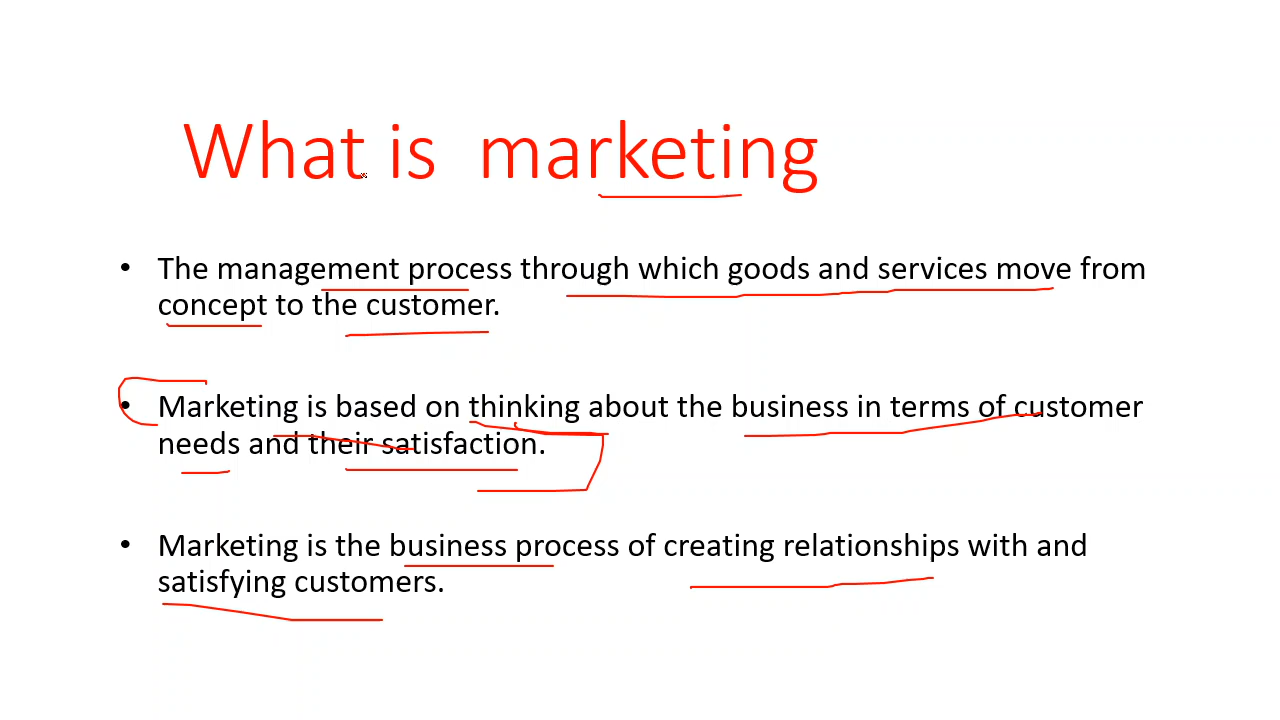 What is  marketing
• The management process through which goods and services move from
concept to the customer.
• Marketing is based on thinking about the business in terms of customer
needs and their satisfaction.
• Marketing is the business process of creating relationships with and
satisfying customers.